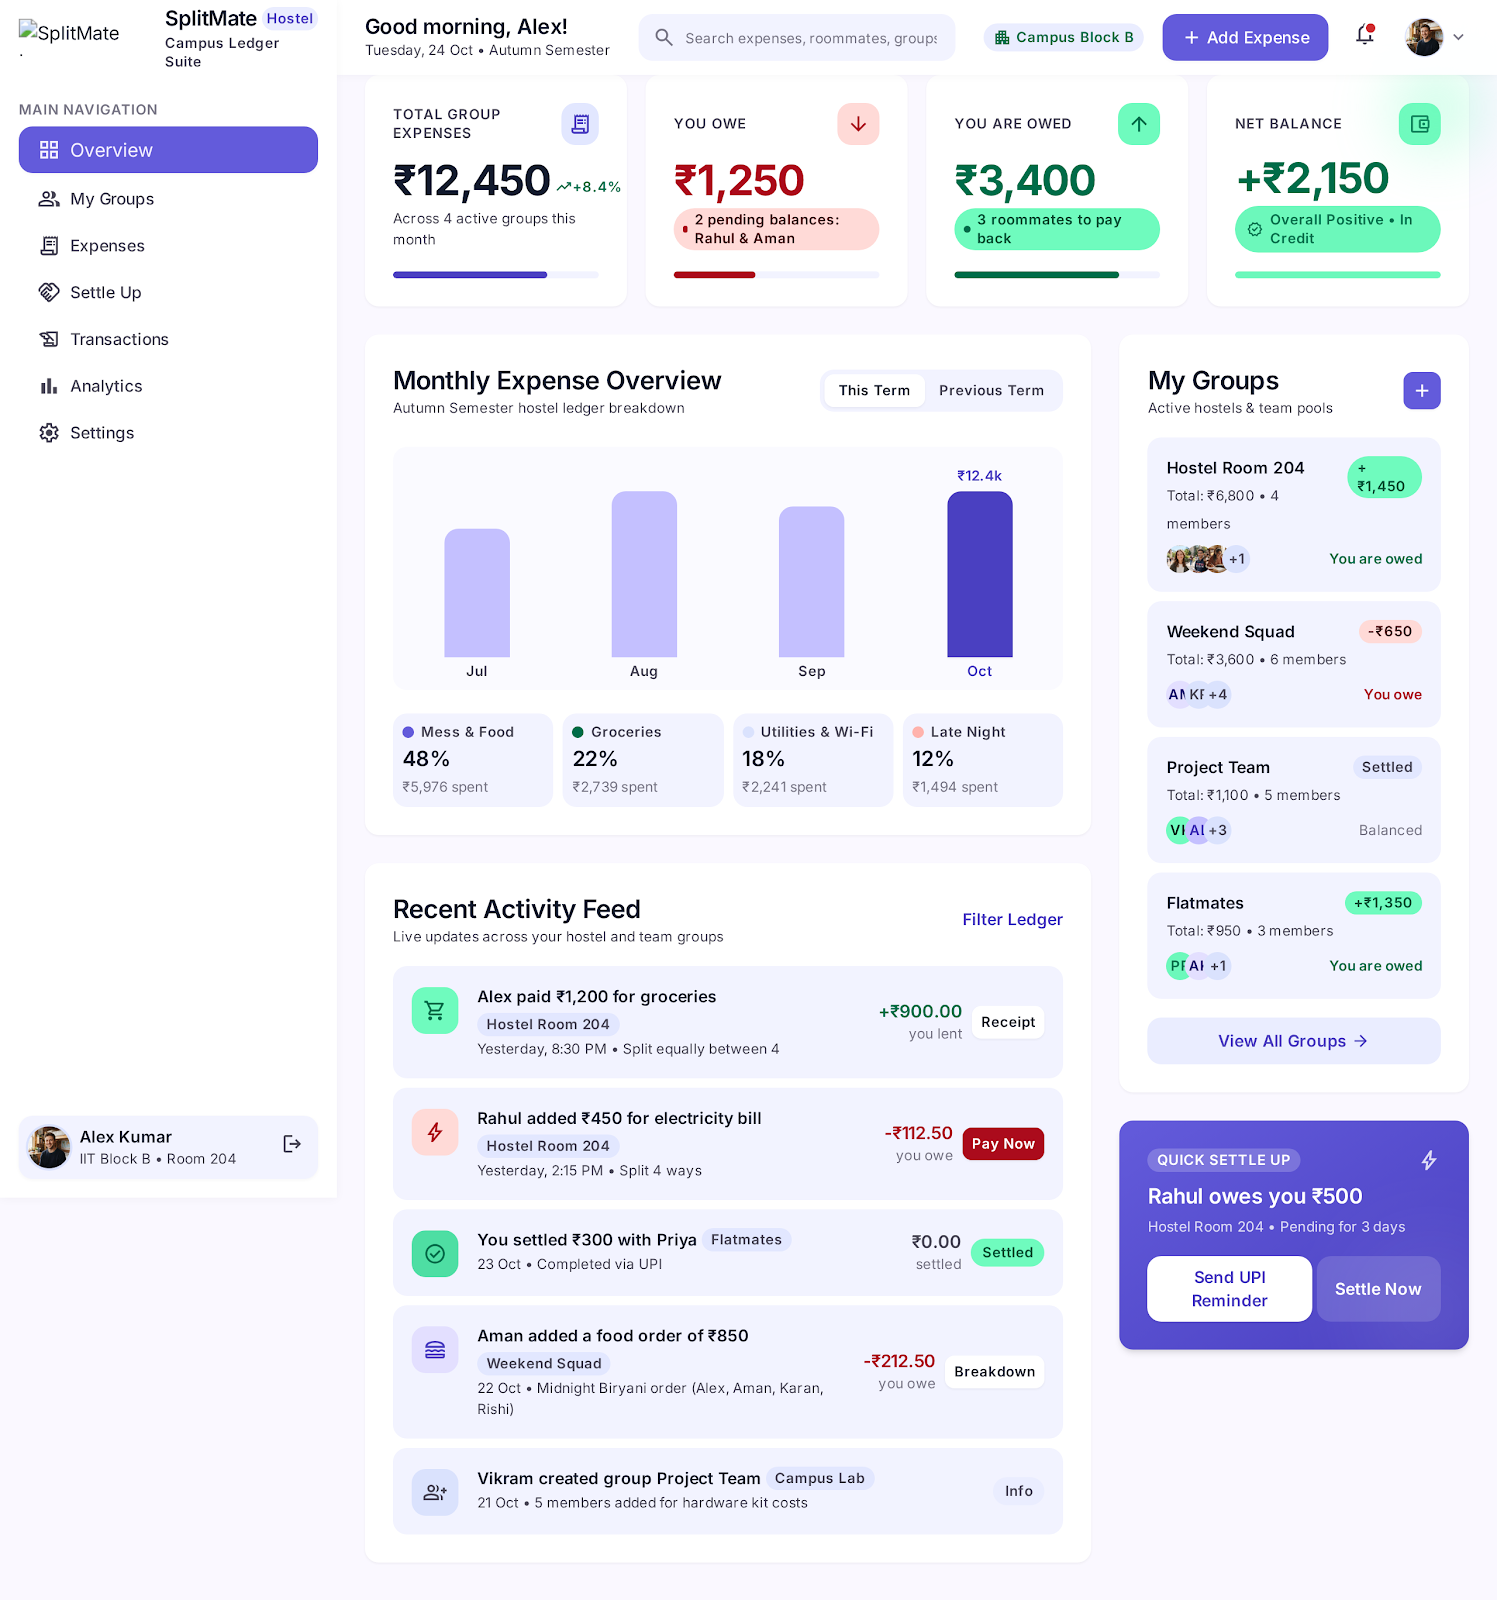 SplitMate
SplitMate Hostel
Campus Ledger
Suite
MAIN NAVIGATION
Overview
My Groups
Expenses
Settle Up
Transactions
Analytics
Settings
Alex Kumar
IIT Block B • Room 204
Good morning, Alex!
Tuesday, 24 Oct • Autumn Semester
Search expenses, roommates, groups
Campus Block B
+ Add Expense
TOTAL GROUP
EXPENSES
₹12,450 +8.4%
Across 4 active groups this
month
YOU OWE
₹1,250
2 pending balances:
Rahul & Aman
YOU ARE OWED
₹3,400
3 roommates to pay
back
NET BALANCE
+₹2,150
Overall Positive • In
Credit
Monthly Expense Overview
Autumn Semester hostel ledger breakdown
This Term Previous Term
₹12.4k
Jul Aug Sep Oct
Mess & Food
48%
₹5,976 spent
Groceries
22%
₹2,739 spent
Utilities & Wi-Fi
18%
₹2,241 spent
Late Night
12%
₹1,494 spent
Recent Activity Feed
Live updates across your hostel and team groups
Filter Ledger
Alex paid ₹1,200 for groceries
Hostel Room 204
Yesterday, 8:30 PM • Split equally between 4
+₹900.00
you lent
Receipt
Rahul added ₹450 for electricity bill
Hostel Room 204
Yesterday, 2:15 PM • Split 4 ways
-₹112.50
you owe
Pay Now
You settled ₹300 with Priya Flatmates
23 Oct • Completed via UPI
₹0.00
settled
Settled
Aman added a food order of ₹850
Weekend Squad
22 Oct • Midnight Biryani order (Alex, Aman, Karan,
Rishi)
-₹212.50
you owe
Breakdown
Vikram created group Project Team Campus Lab
21 Oct • 5 members added for hardware kit costs
Info
My Groups
Active hostels & team pools
+
Hostel Room 204
+
₹1,450
Total: ₹6,800 • 4
members
+1
You are owed
Weekend Squad
-₹650
Total: ₹3,600 • 6 members
+4
You owe
Project Team
Settled
Total: ₹1,100 • 5 members
+3
Balanced
Flatmates
+₹1,350
Total: ₹950 • 3 members
+1
You are owed
View All Groups →
QUICK SETTLE UP
Rahul owes you ₹500
Hostel Room 204 • Pending for 3 days
Send UPI
Reminder
Settle Now